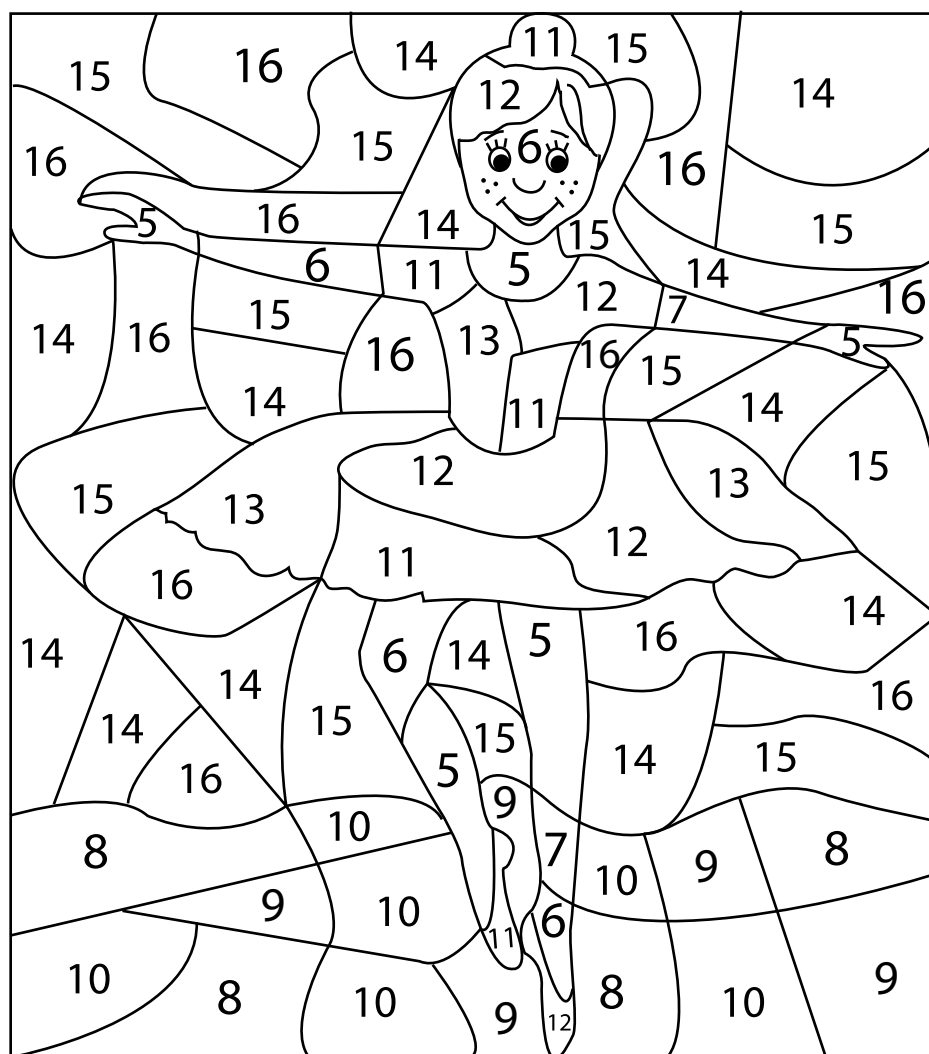 15 16 14 11 15 14
12
16 15 6 16
5 16 14 15 15
6 11 5 12 14 16
15 7
14 16 16 13 16 15 5
14 11 14
15 13 12 13 15
16 11 12 14
14 14 15 6 14 5 16 16
14 16 5 15 14 15
8 10 9 7 10 9 8
9 10 11 6
10 8 10 9 12 8 10 9